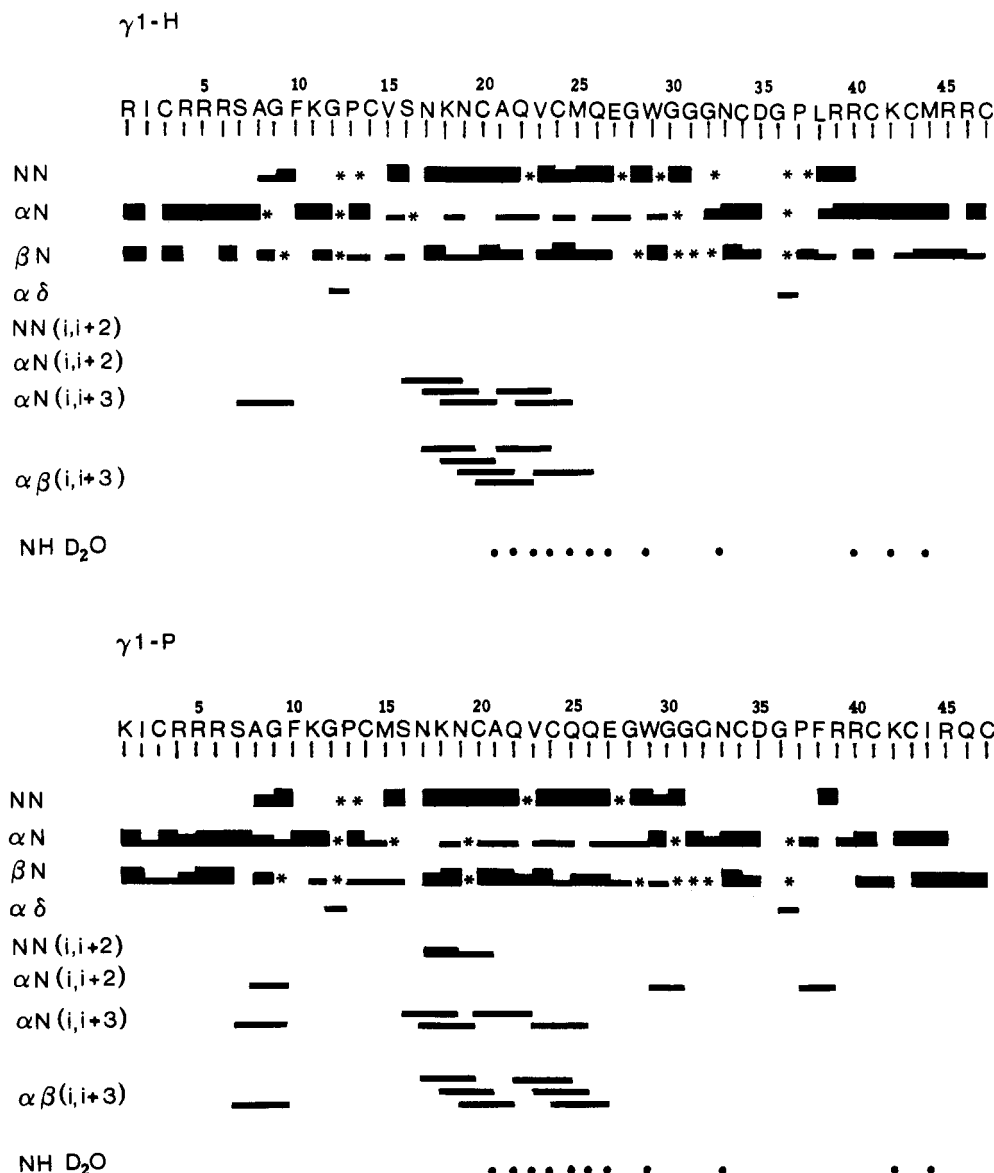 γ1-H
5 10 15 20 25 30 35 40 45
RICRRRSAGFKGPCVSNKNCAQVCMQEGWGGGNCDGPLRRCKCMRRC
NN * * * * * * * *
αN * * * * *
βN * * * * * * *
αδ
NN(i,i+2)
αN(i,i+2)
αN(i,i+3)
αβ(i,i+3)
NH D₂O
γ1-P
5 10 15 20 25 30 35 40 45
KICRRRSAGFKGPCMSNKNCAQVCQQEGWGGGNCDGPFRRCKCIRQC
NN * * * *
αN * * * * *
βN * * * * * * * *
αδ
NN(i,i+2)
αN(i,i+2)
αN(i,i+3)
αβ(i,i+3)
NH D₂O